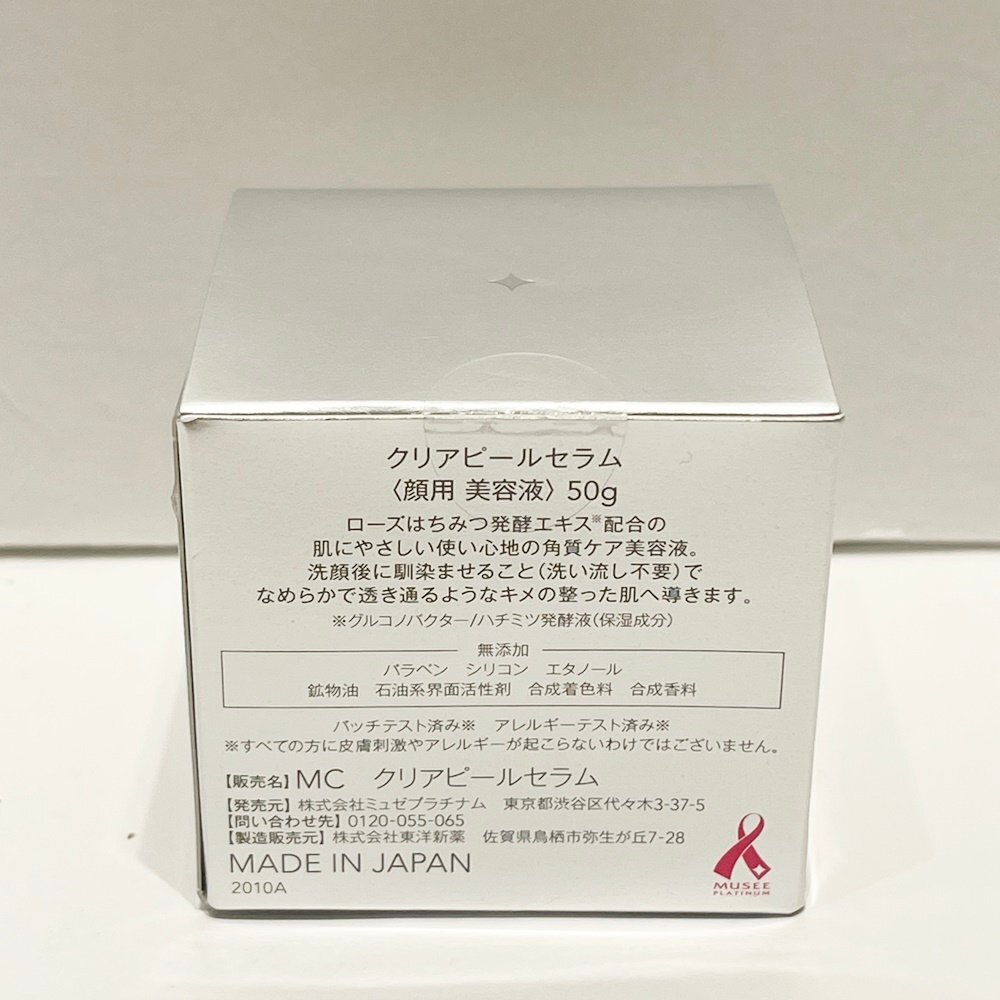 クリアピールセラム
〈顔用 美容液〉50g
ローズはちみつ発酵エキス※配合の
肌にやさしい使い心地の角質ケア美容液。
洗顔後に馴染ませること（洗い流し不要）で
なめらかで透き通るようなキメの整った肌へ導きます。
※グルコノバクター/ハチミツ発酵液（保湿成分）
無添加
パラベン シリコン エタノール
鉱物油 石油系界面活性剤 合成着色料 合成香料
パッチテスト済み※ アレルギーテスト済み※
※すべての方に皮膚刺激やアレルギーが起こらないわけではございません。
【販売名】MC クリアピールセラム
【発売元】株式会社ミュゼプラチナム 東京都渋谷区代々木3-37-5
【問い合わせ先】0120-055-065
【製造販売元】株式会社東洋新薬 佐賀県鳥栖市弥生が丘7-28
MADE IN JAPAN
2010A
MUSEE
PLATINUM